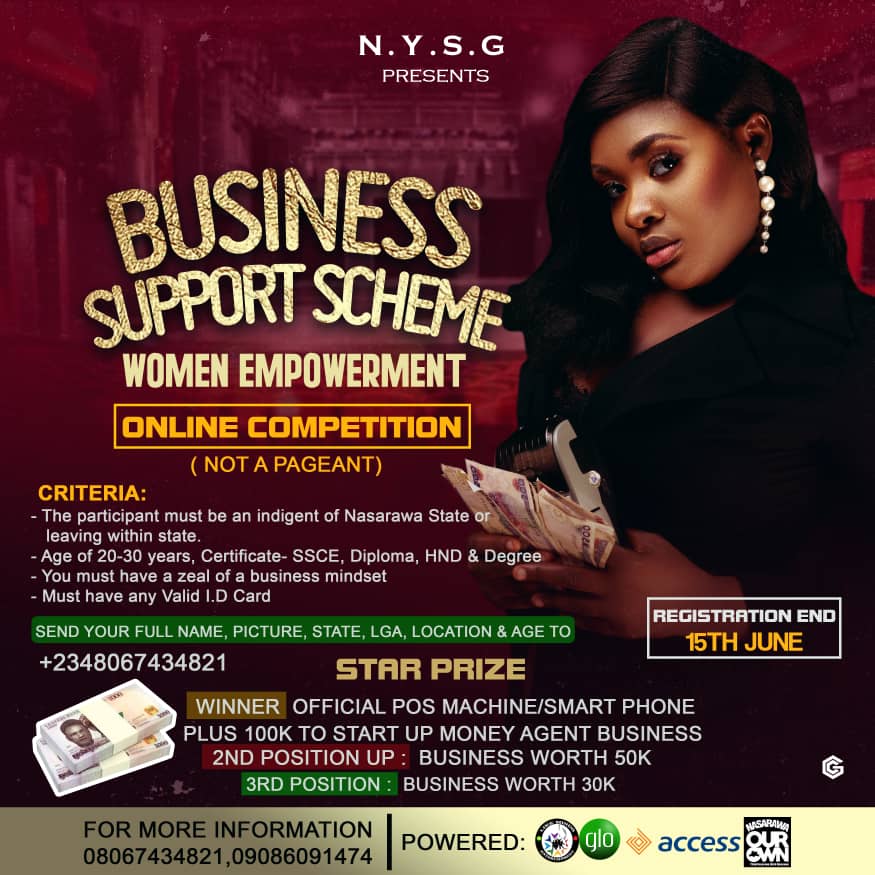 N.Y.S.G
PRESENTS
BUSINESS
SUPPORT SCHEME
WOMEN EMPOWERMENT
ONLINE COMPETITION
( NOT A PAGEANT)
CRITERIA:
- The participant must be an indigent of Nasarawa State or
leaving within state.
- Age of 20-30 years, Certificate- SSCE, Diploma, HND & Degree
- You must have a zeal of a business mindset
- Must have any Valid I.D Card
SEND YOUR FULL NAME, PICTURE, STATE, LGA, LOCATION & AGE TO
+2348067434821
REGISTRATION END
15TH JUNE
STAR PRIZE
WINNER OFFICIAL POS MACHINE/SMART PHONE
PLUS 100K TO START UP MONEY AGENT BUSINESS
2ND POSITION UP : BUSINESS WORTH 50K
3RD POSITION : BUSINESS WORTH 30K
FOR MORE INFORMATION
08067434821,09086091474
POWERED:
glo
access
NASARAWA
OUR
OWN